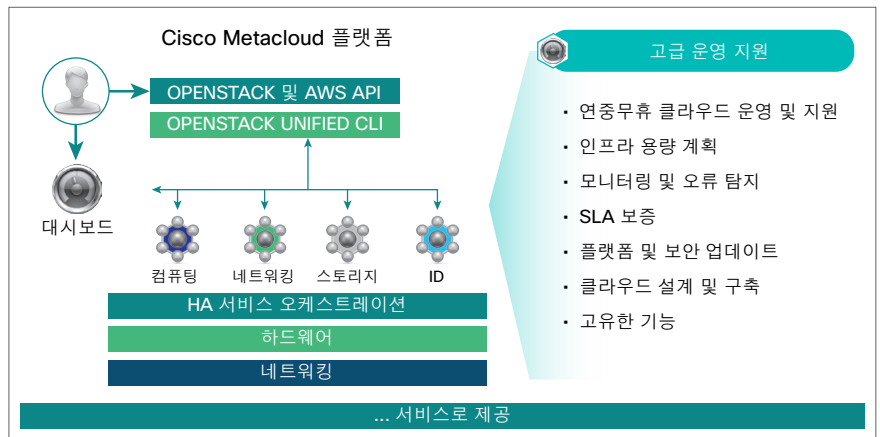 Cisco Metacloud 플랫폼
OPENSTACK 및 AWS API
OPENSTACK UNIFIED CLI
대시보드
컴퓨팅
네트워킹
스토리지
ID
HA 서비스 오케스트레이션
하드웨어
네트워킹
고급 운영 지원
· 연중무휴 클라우드 운영 및 지원
· 인프라 용량 계획
· 모니터링 및 오류 탐지
· SLA 보증
· 플랫폼 및 보안 업데이트
· 클라우드 설계 및 구축
· 고유한 기능
... 서비스로 제공